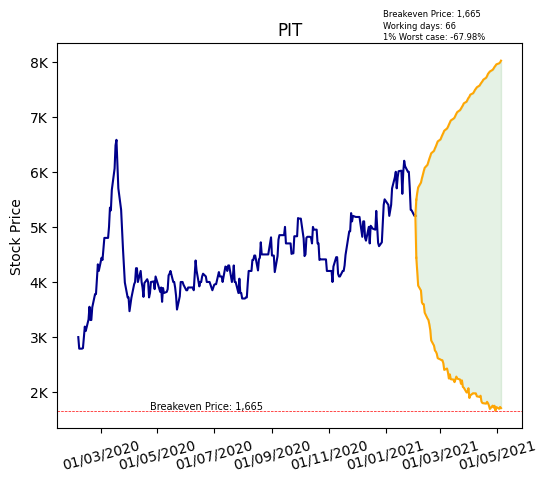 Breakeven Price: 1,665
Working days: 66
1% Worst case: -67.98%
PIT
8K
7K
6K
5K
4K
3K
2K
Stock Price
Breakeven Price: 1,665
01/03/2020
01/05/2020
01/07/2020
01/09/2020
01/11/2020
01/01/2021
01/03/2021
01/05/2021